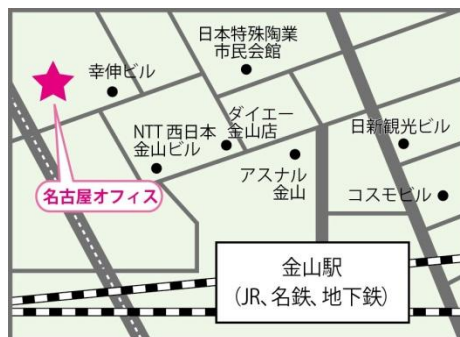 日本特殊陶業
市民会館
幸伸ビル
ダイエー
金山店
NTT西日本
金山ビル
日新観光ビル
アスナル
金山
名古屋オフィス
コスモビル
金山駅
(JR、名鉄、地下鉄)